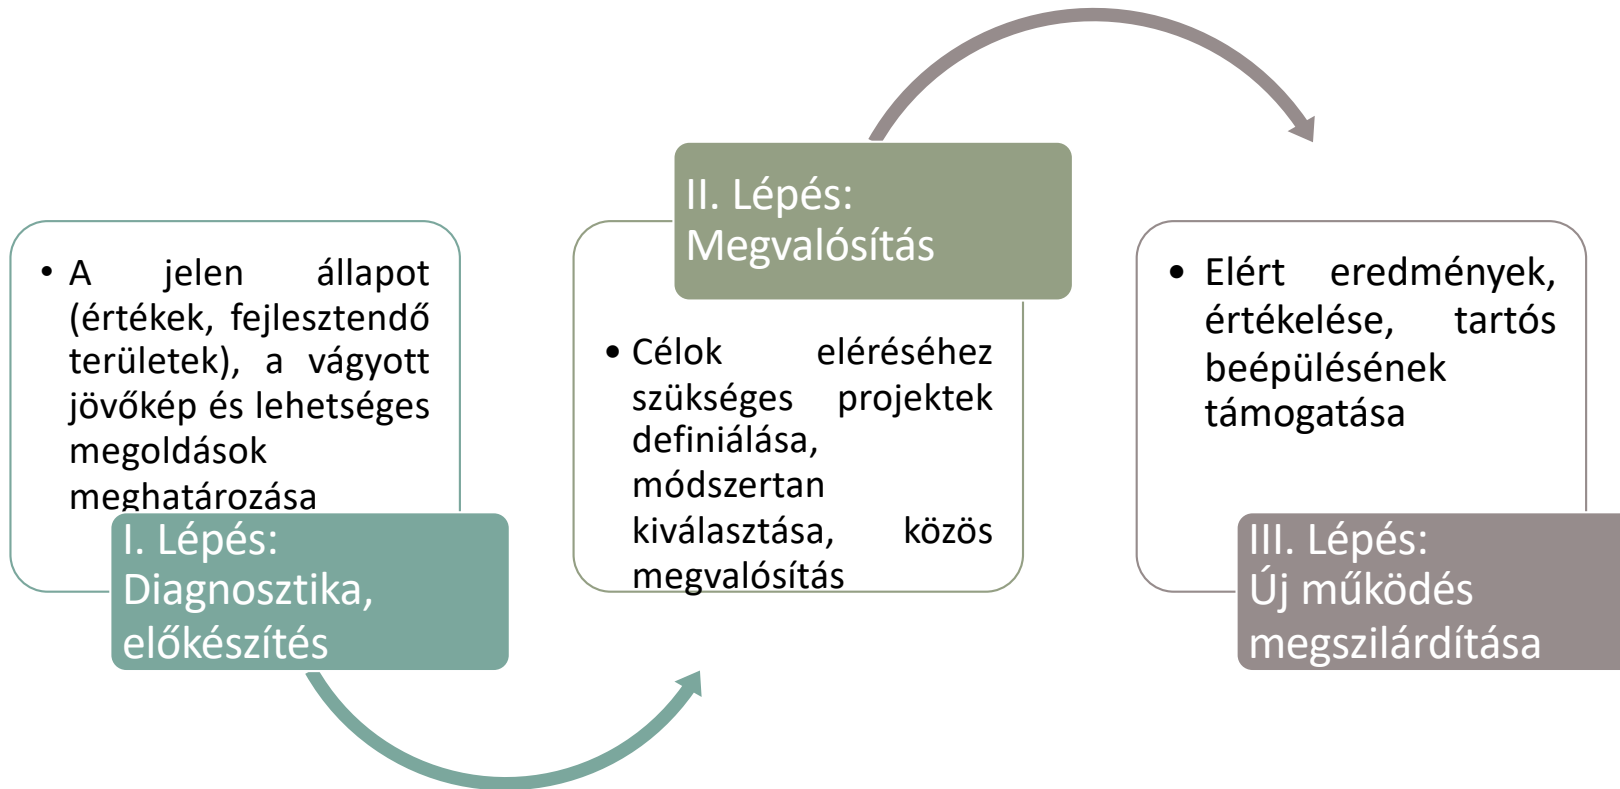 • A jelen állapot
(értékek, fejlesztendő
területek), a vágyott
jövőkép és lehetséges
megoldások
meghatározása
I. Lépés:
Diagnosztika,
előkészítés
II. Lépés:
Megvalósítás
• Célok eléréséhez
szükséges projektek
definiálása,
módszertan
kiválasztása, közös
megvalósítás
• Elért eredmények,
értékelése, tartós
beépülésének
támogatása
III. Lépés:
Új működés
megszilárdítása